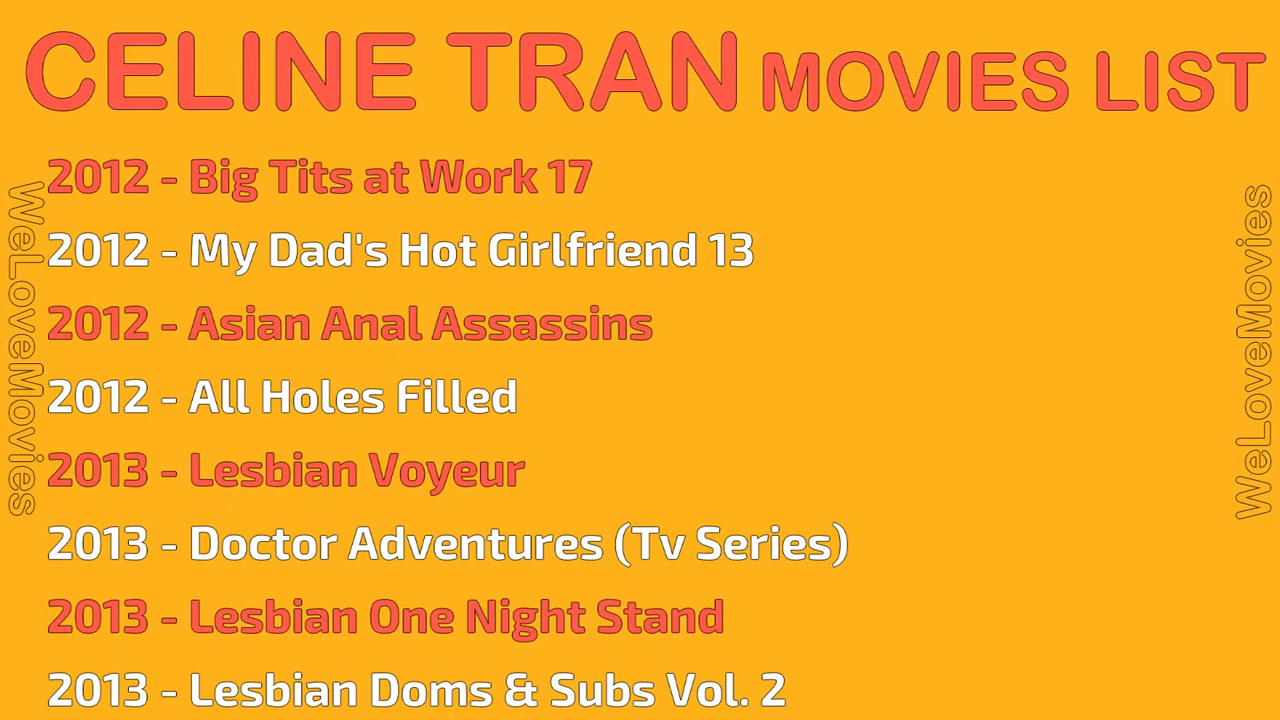 CELINE TRAN MOVIES LIST
2012 - Big Tits at Work 17
2012 - My Dad's Hot Girlfriend 13
2012 - Asian Anal Assassins
2012 - All Holes Filled
2013 - Lesbian Voyeur
2013 - Doctor Adventures (Tv Series)
2013 - Lesbian One Night Stand
2013 - Lesbian Doms & Subs Vol. 2
WeLoveMovies
WeLoveMovies